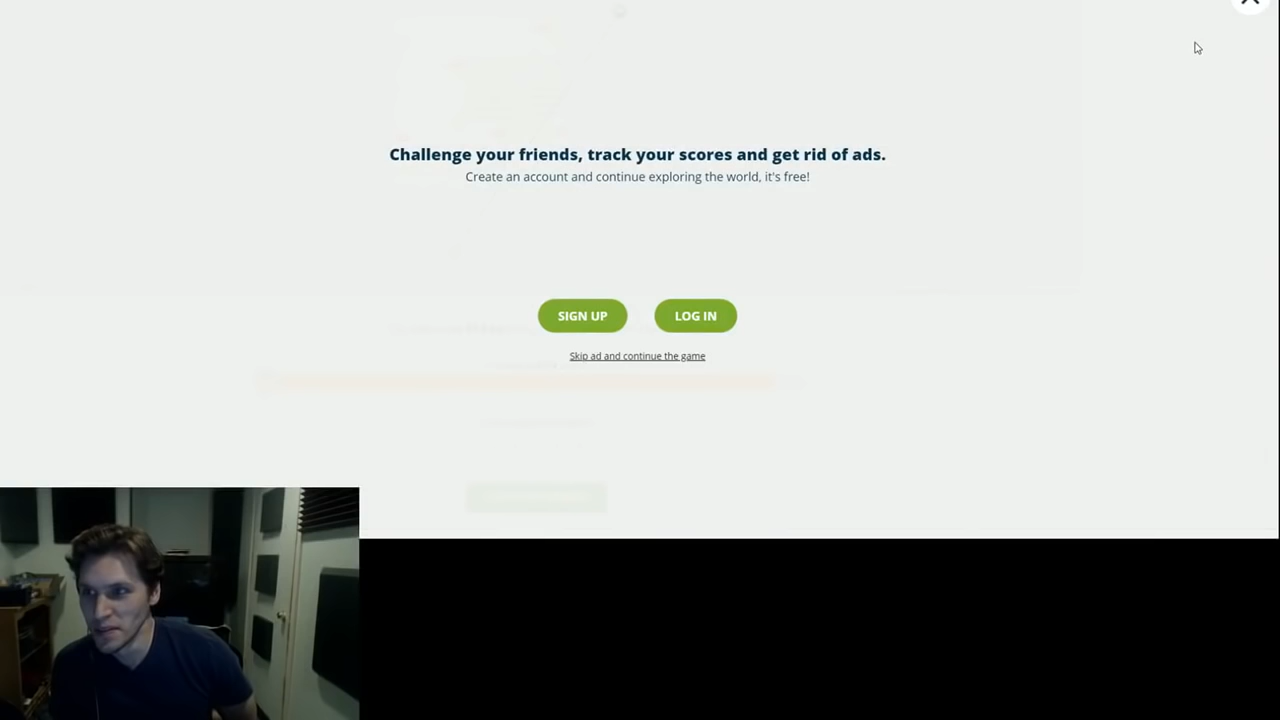 Challenge your friends, track your scores and get rid of ads.
Create an account and continue exploring the world, it's free!
SIGN UP
LOG IN
Skip ad and continue the game